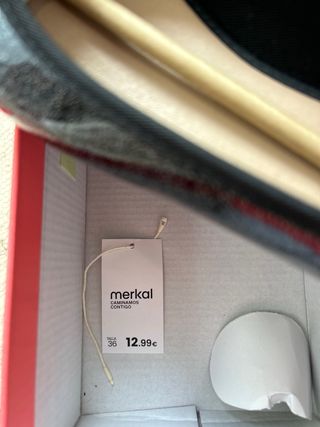 merkal
CAMINAMOS
CONTIGO
TALLA
36
12.99€